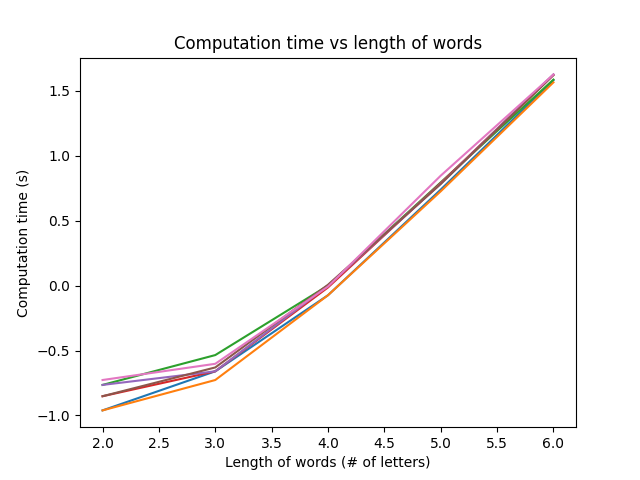 Computation time vs length of words
Computation time (s)
1.5
1.0
0.5
0.0
−0.5
−1.0
2.0 2.5 3.0 3.5 4.0 4.5 5.0 5.5 6.0
Length of words (# of letters)